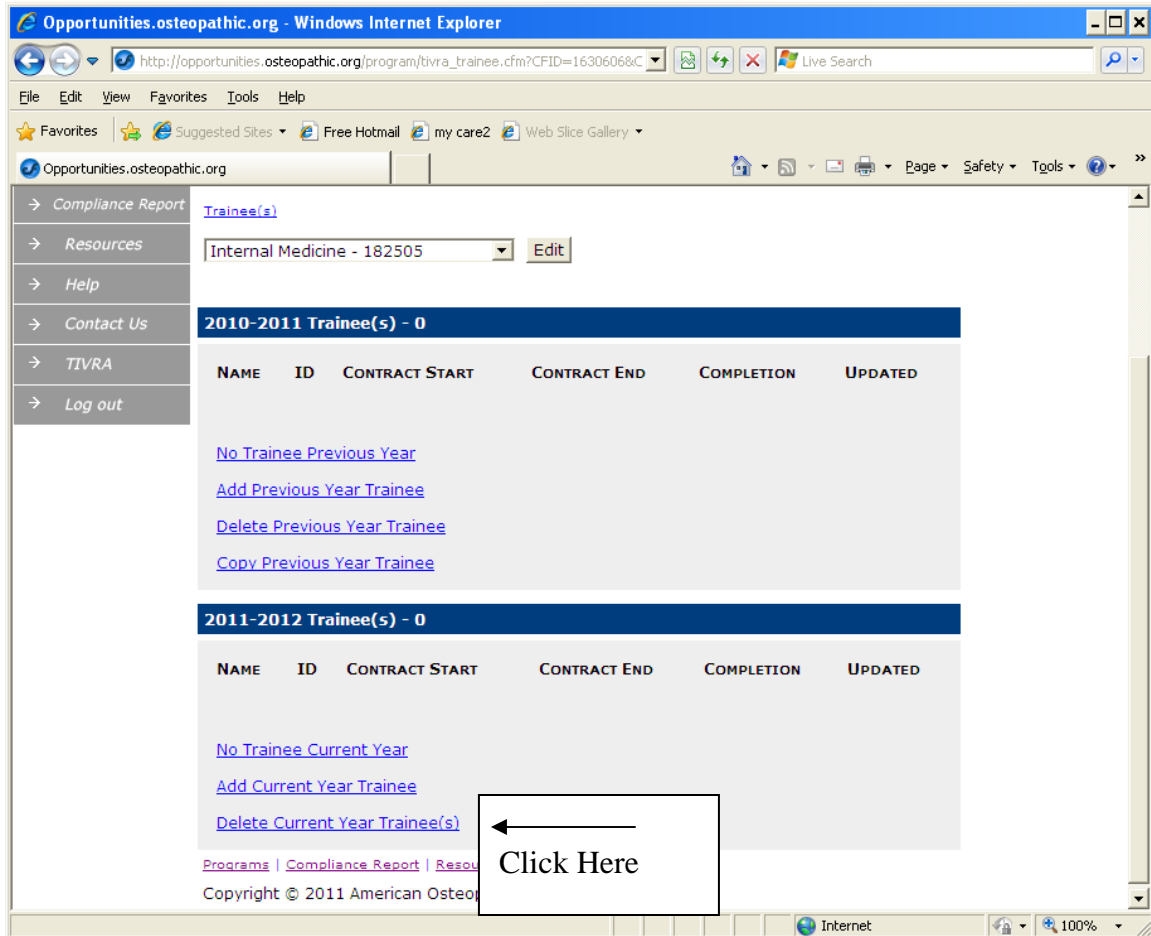 Opportunities.osteopathic.org - Windows Internet Explorer
http://opportunities.osteopathic.org/program/tivra_trainee.cfm?CFID=1630606&C
Live Search
File Edit View Favorites Tools Help
Favorites Suggested Sites Free Hotmail my care2 Web Slice Gallery
Opportunities.osteopathic.org
Page Safety Tools »
Compliance Report
Resources
Help
Contact Us
TIVRA
Log out
Trainee(s)
Internal Medicine - 182505 Edit
2010-2011 Trainee(s) - 0
NAME ID CONTRACT START CONTRACT END COMPLETION UPDATED
No Trainee Previous Year
Add Previous Year Trainee
Delete Previous Year Trainee
Copy Previous Year Trainee
2011-2012 Trainee(s) - 0
NAME ID CONTRACT START CONTRACT END COMPLETION UPDATED
No Trainee Current Year
Add Current Year Trainee
Delete Current Year Trainee(s)
Click Here
Programs | Compliance Report | Resou
Copyright © 2011 American Osteop
Internet 100%